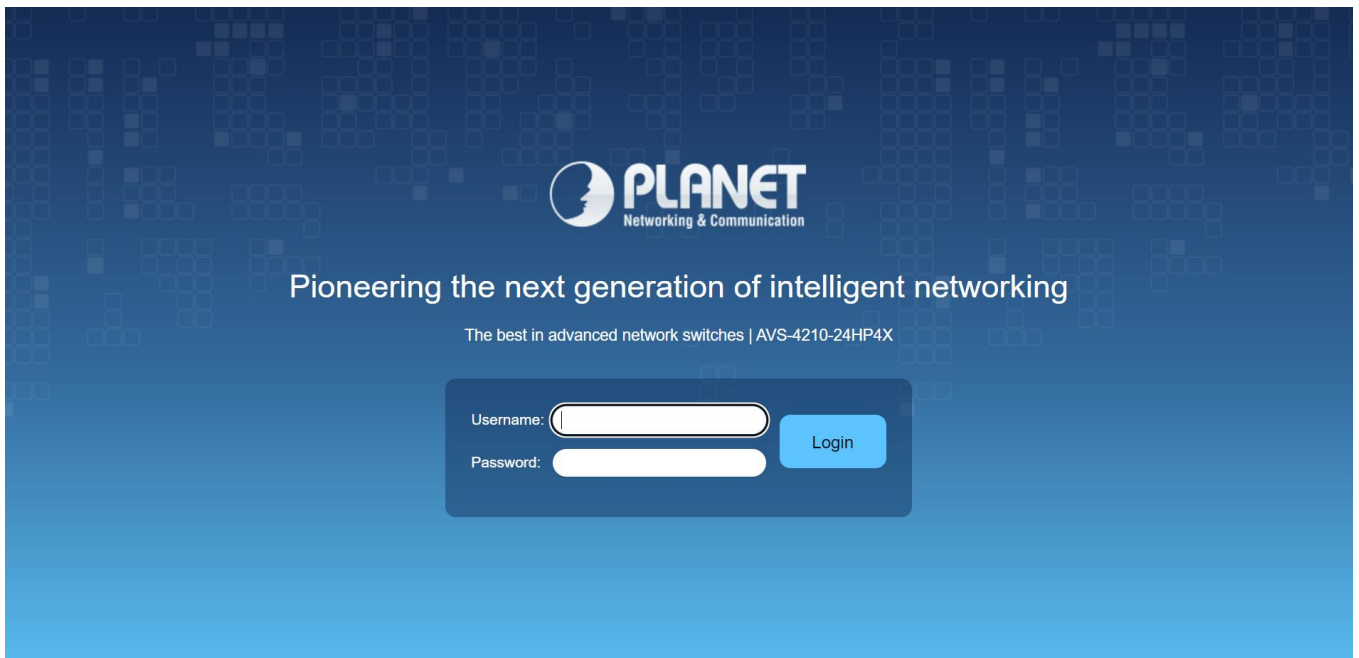 PLANET
Networking & Communication
Pioneering the next generation of intelligent networking
The best in advanced network switches | AVS-4210-24HP4X
Username:
Password:
Login